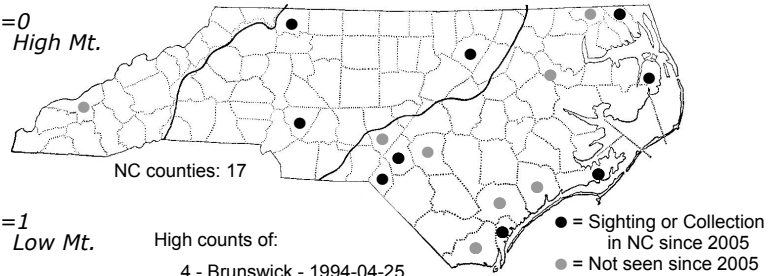 =0
High Mt.
NC counties: 17
=1
Low Mt.
High counts of:
4 - Brunswick - 1994-04-25
● = Sighting or Collection
in NC since 2005
● = Not seen since 2005